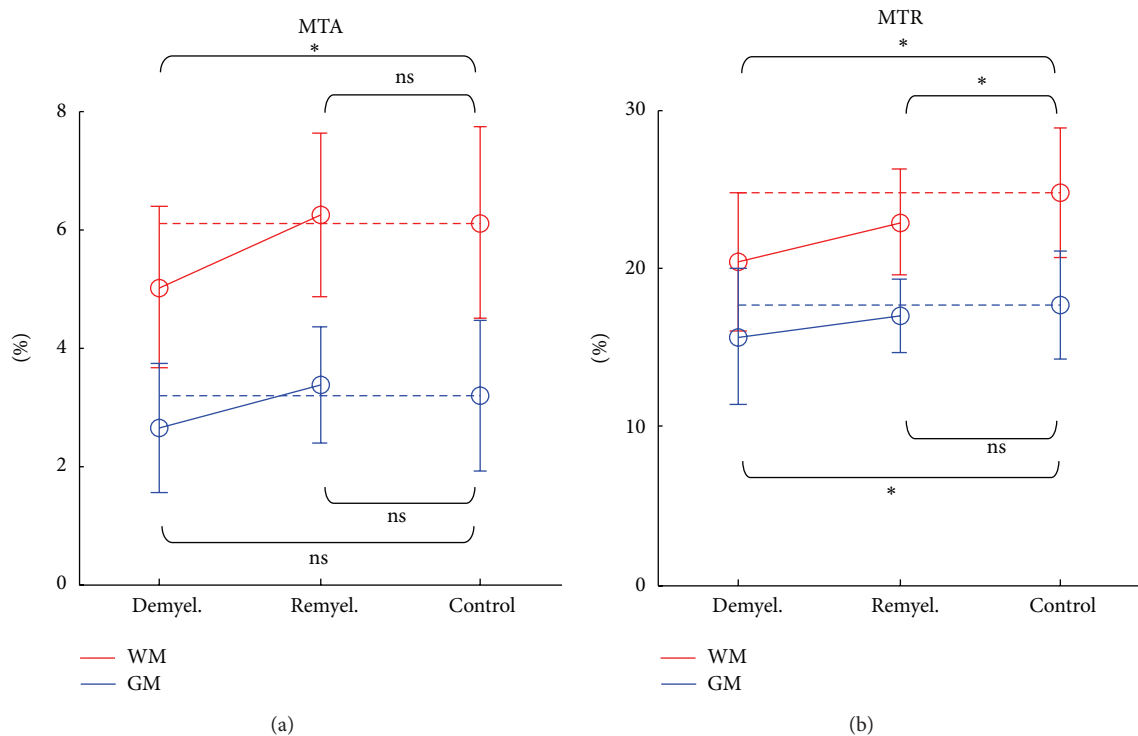 MTA
*
ns
8
6
4
2
0
(%)
ns
ns
Demyel.
Remyel.
Control
WM
GM
(a)
MTR
*
*
30
20
10
0
(%)
ns
*
Demyel.
Remyel.
Control
WM
GM
(b)